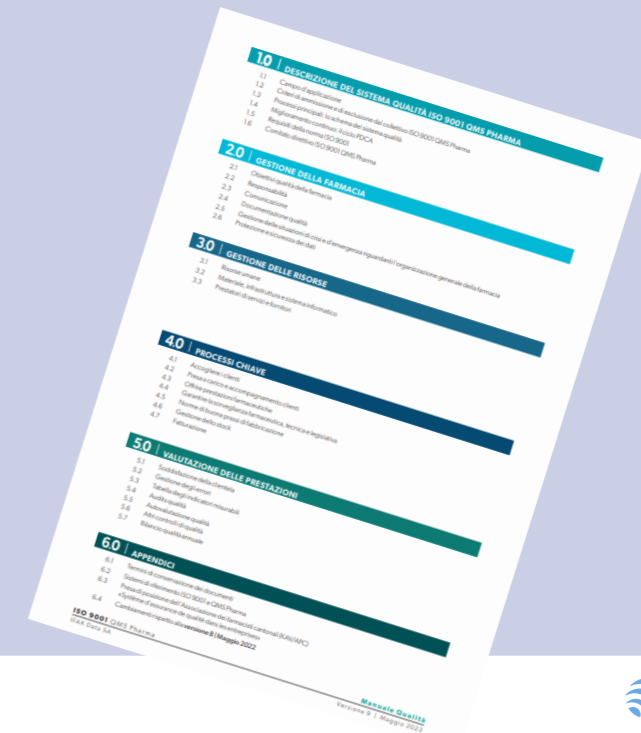 1.0 | DESCRIZIONE DEL SISTEMA QUALITÀ ISO 9001 QMS PHARMA
1.1 Campo d'applicazione
1.2 Criteri di ammissione e di esclusione del collettivo ISO 9001 QMS Pharma
1.3 Processi principali: lo schema del sistema qualità
1.4 Miglioramento continuo: il ciclo PDCA
1.5 Requisiti della norma ISO 9001
1.6 Comitato direttivo ISO 9001 QMS Pharma
2.0 | GESTIONE DELLA FARMACIA
2.1 Obiettivi qualità della farmacia
2.2 Responsabilità
2.3 Comunicazione
2.4 Documentazione qualità
2.5 Gestione delle situazioni di crisi e d'emergenza riguardanti l'organizzazione generale della farmacia
2.6 Protezione e sicurezza dei dati
3.0 | GESTIONE DELLE RISORSE
3.1 Risorse umane
3.2 Materiale, infrastruttura e sistema informatico
3.3 Prestatori di servizi e fornitori
4.0 | PROCESSI CHIAVE
4.1 Accogliere i clienti
4.2 Presa a carico e accompagnamento clienti
4.3 Offrire prestazioni farmaceutiche
4.4 Garantire la sorveglianza farmaceutica, tecnica e legislativa
4.5 Norme di buona prassi di fabbricazione
4.6 Gestione dello stock
4.7 Fatturazione
5.0 | VALUTAZIONE DELLE PRESTAZIONI
5.1 Soddisfazione della clientela
5.2 Gestione degli errori
5.3 Tabella degli indicatori misurabili
5.4 Audits qualità
5.5 Autovalutazione qualità
5.6 Altri controlli di qualità
5.7 Bilancio qualità annuale
6.0 | APPENDICI
6.1 Termes di conservazione dei documenti
6.2 Sistemi di riferimento ISO 9001 e QMS Pharma
6.3 Presa di posizione dell'Associazione dei farmacisti cantonali (KAV/APC)
«Système d'assurance de qualité dans les entreprises»
6.4 Cambiamenti rispetto alla versione 8 | Maggio 2022
ISO 9001 QMS Pharma
IFAK Data SA
Manuale Qualità
Versione 9 | Maggio 2023